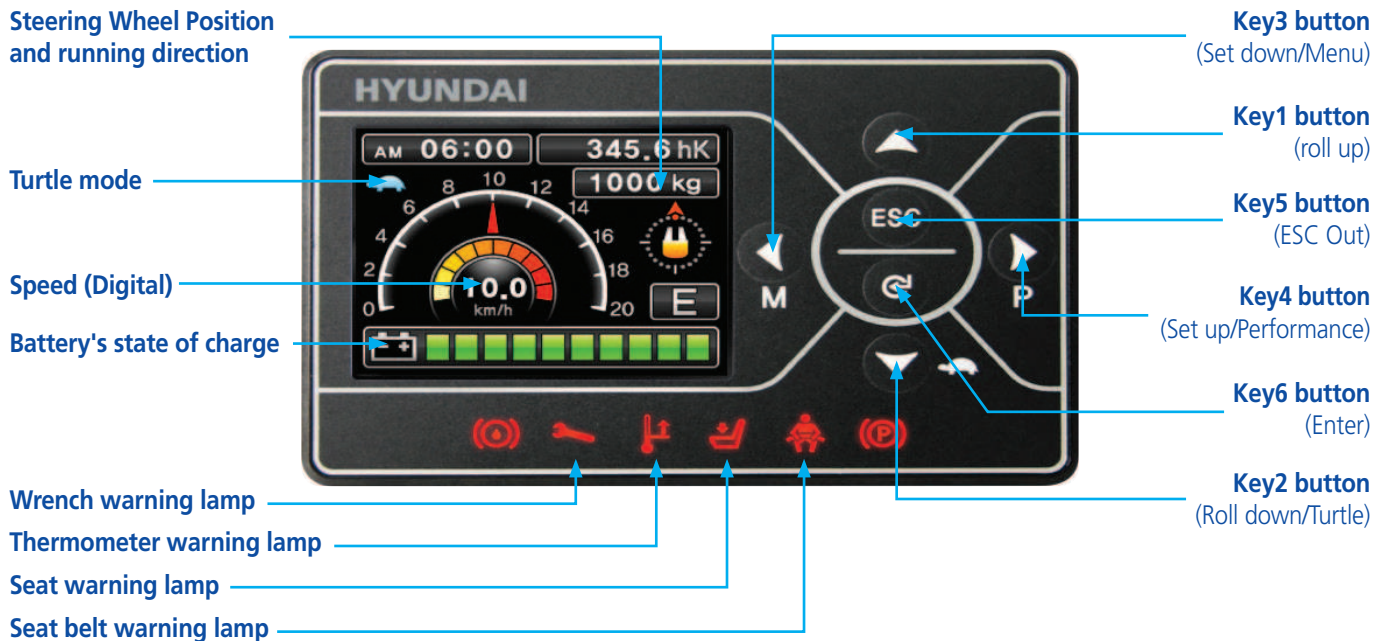 Steering Wheel Position
and running direction
Turtle mode
Speed (Digital)
Battery's state of charge
Wrench warning lamp
Thermometer warning lamp
Seat warning lamp
Seat belt warning lamp
HYUNDAI
AM 06:00
345.6 hK
1000 kg
0 2 4 6 8 10 12 14 16 18 20
10.0
km/h
E
- +
ESC
M
P
(P)
Key3 button
(Set down/Menu)
Key1 button
(roll up)
Key5 button
(ESC Out)
Key4 button
(Set up/Performance)
Key6 button
(Enter)
Key2 button
(Roll down/Turtle)